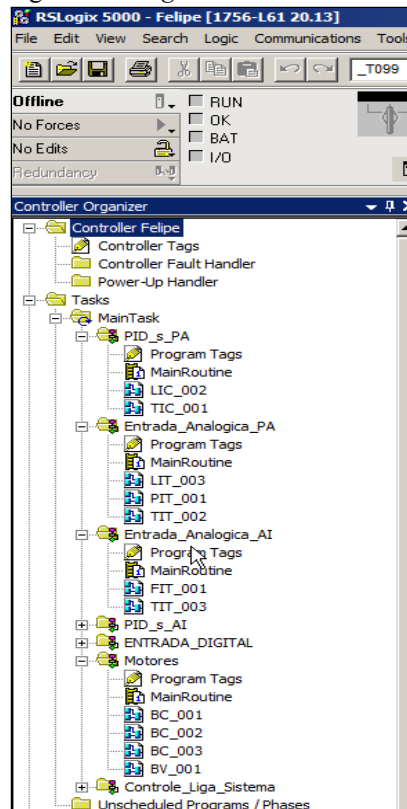 RSLogix 5000 - Felipe [1756-L61 20.13]
File Edit View Search Logic Communications Tools
_T099
Offline
RUN
No Forces
OK
BAT
No Edits
I/O
Redundancy
Controller Organizer
Controller Felipe
Controller Tags
Controller Fault Handler
Power-Up Handler
Tasks
MainTask
PID_s_PA
Program Tags
MainRoutine
LIC_002
TIC_001
Entrada_Analogica_PA
Program Tags
MainRoutine
LIT_003
PIT_001
TIT_002
Entrada_Analogica_AI
Program Tags
MainRoutine
FIT_001
TIT_003
PID_s_AI
ENTRADA_DIGITAL
Motores
Program Tags
MainRoutine
BC_001
BC_002
BC_003
BV_001
Controle_Liga_Sistema
Unscheduled Programs / Phases